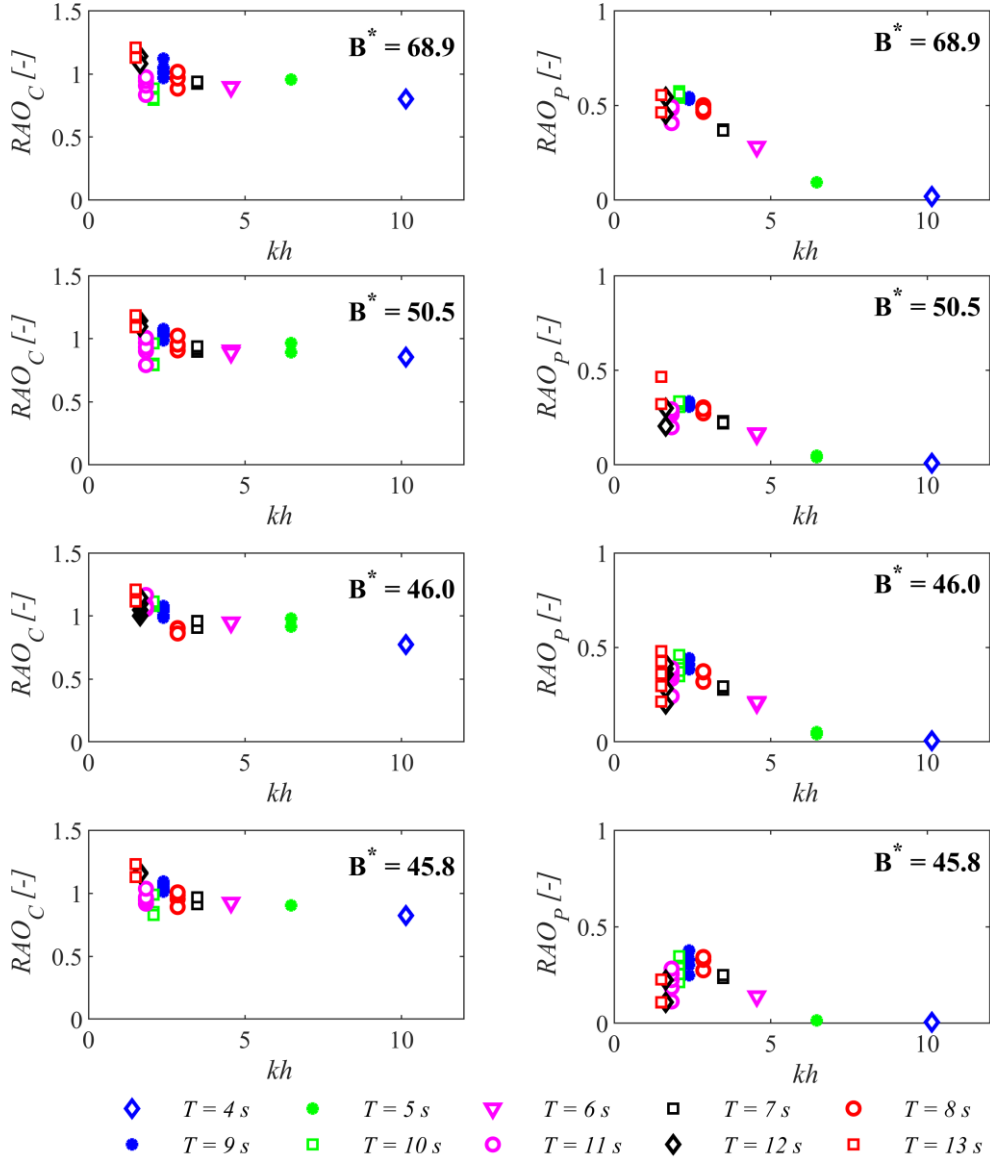 1.5
1
0.5
0
RAO_C [-]
B* = 68.9
0 5 10
kh
1
0.5
0
RAO_P [-]
B* = 68.9
0 5 10
kh
1.5
1
0.5
0
RAO_C [-]
B* = 50.5
0 5 10
kh
1
0.5
0
RAO_P [-]
B* = 50.5
0 5 10
kh
1.5
1
0.5
0
RAO_C [-]
B* = 46.0
0 5 10
kh
1
0.5
0
RAO_P [-]
B* = 46.0
0 5 10
kh
1.5
1
0.5
0
RAO_C [-]
B* = 45.8
0 5 10
kh
1
0.5
0
RAO_P [-]
B* = 45.8
0 5 10
kh
T = 4 s T = 5 s T = 6 s T = 7 s T = 8 s
T = 9 s T = 10 s T = 11 s T = 12 s T = 13 s